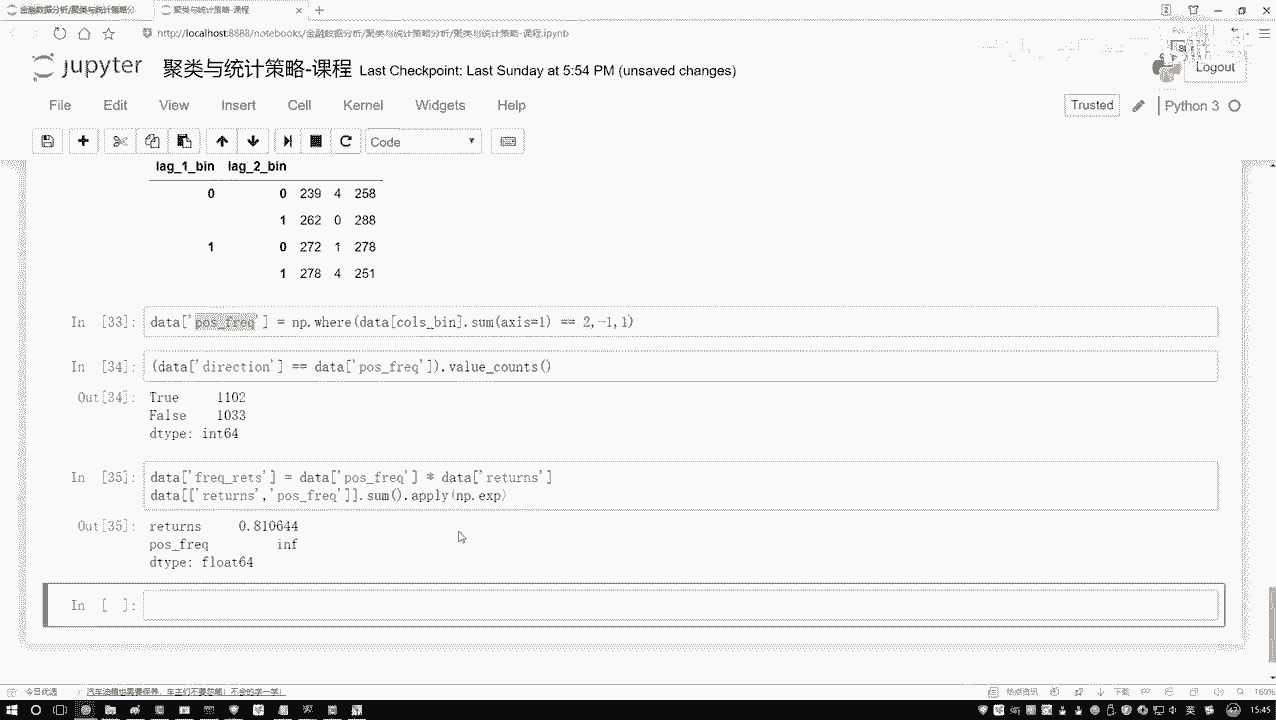 金融数据分析/聚类与统计策略分
聚类与统计策略-课程
http://localhost:8888/notebooks/金融数据分析/聚类与统计策略分析/聚类与统计策略-课程.ipynb
jupyter 聚类与统计策略-课程 Last Checkpoint: Last Sunday at 5:54 PM (unsaved changes)
Logout
File Edit View Insert Cell Kernel Widgets Help
Trusted Python 3
Code
lag_1_bin lag_2_bin
0 0 239 4 258
1 262 0 288
1 0 272 1 278
1 278 4 251
In [33]: data['pos_freq'] = np.where(data[cols_bin].sum(axis=1) == 2,-1,1)
In [34]: (data['direction'] == data['pos_freq']).value_counts()
Out[34]: True 1102
False 1033
dtype: int64
In [35]: data['freq_rets'] = data['pos_freq'] * data['returns']
data[['returns','pos_freq']].sum().apply(np.exp)
Out[35]: returns 0.810644
pos_freq inf
dtype: float64
In [ ]:
今日优选 汽车油箱也需要保养，车主们不要忽略！不会的学一学！
热点资讯 下载 160%
英 15:45